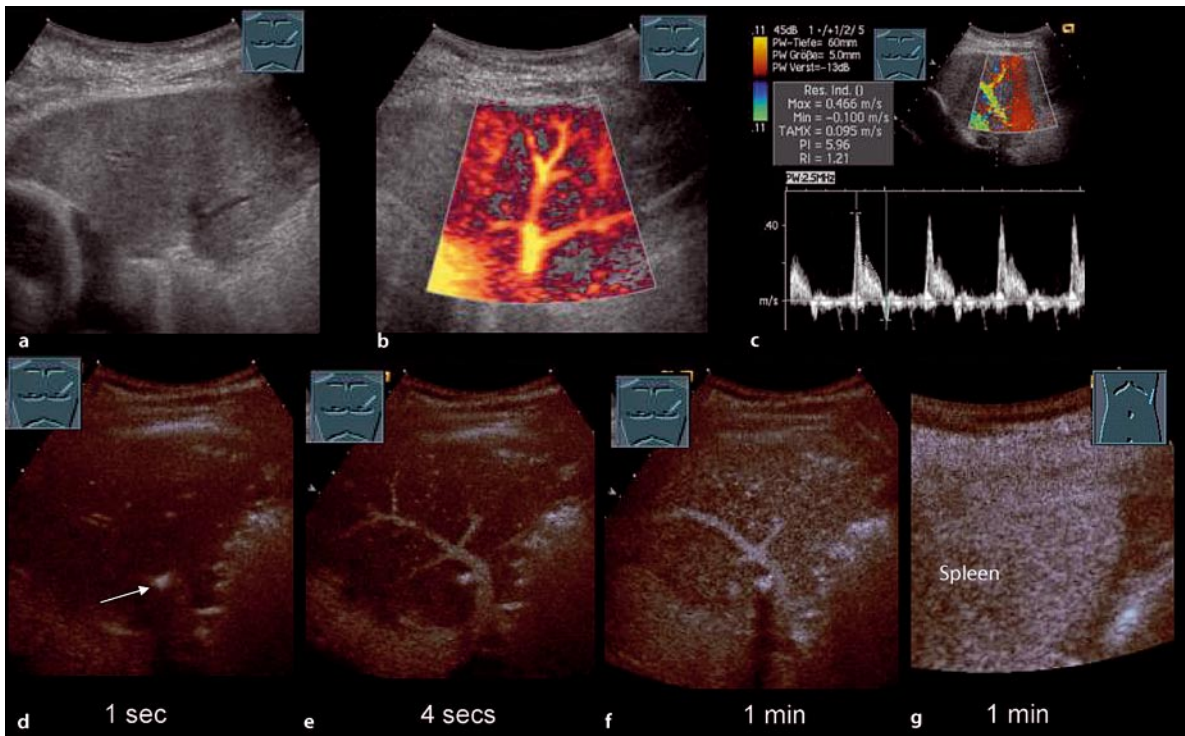 .11
45dB 1 +/+1/2/ 5
PW-Tiefe= 60mm
PW Größe= 5.0mm
PW Verst=-13dB
.11
Res. Ind. ()
Max = 0.466 m/s
Min = -0.100 m/s
TAMX = 0.095 m/s
PI = 5.96
RI = 1.21
PW:2.5MHz
.40
m/s
a
b
c
Spleen
d
1 sec
e
4 secs
f
1 min
g
1 min